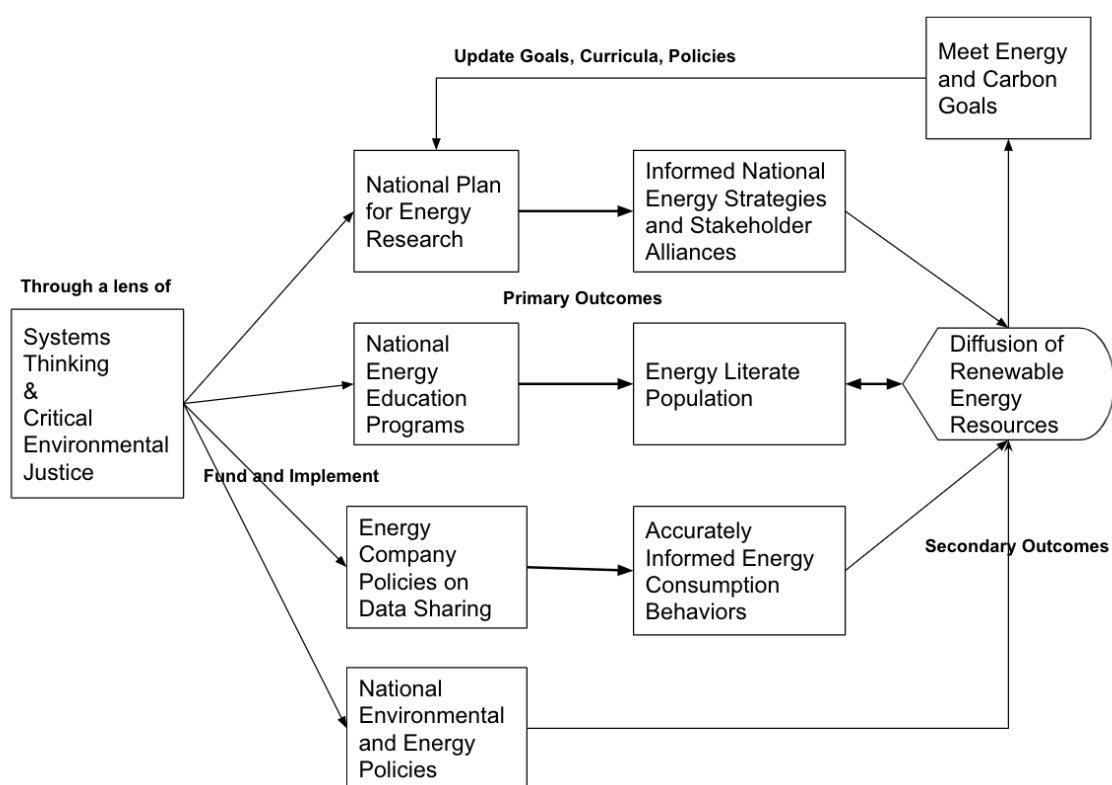 Update Goals, Curricula, Policies
Meet Energy
and Carbon
Goals
National Plan
for Energy
Research
Informed National
Energy Strategies
and Stakeholder
Alliances
Through a lens of
Primary Outcomes
Systems
Thinking
&
Critical
Environmental
Justice
National
Energy
Education
Programs
Energy Literate
Population
Diffusion of
Renewable
Energy
Resources
Fund and Implement
Energy
Company
Policies on
Data Sharing
Accurately
Informed Energy
Consumption
Behaviors
Secondary Outcomes
National
Environmental
and Energy
Policies